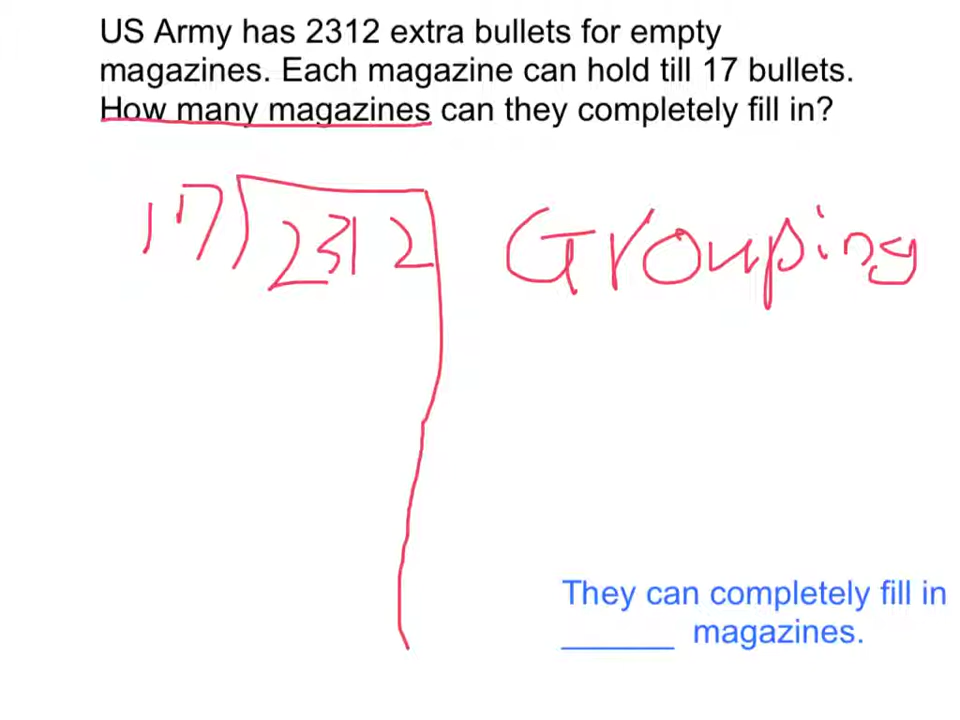 US Army has 2312 extra bullets for empty
magazines. Each magazine can hold till 17 bullets.
How many magazines can they completely fill in?
17 2312 Grouping
They can completely fill in
______ magazines.